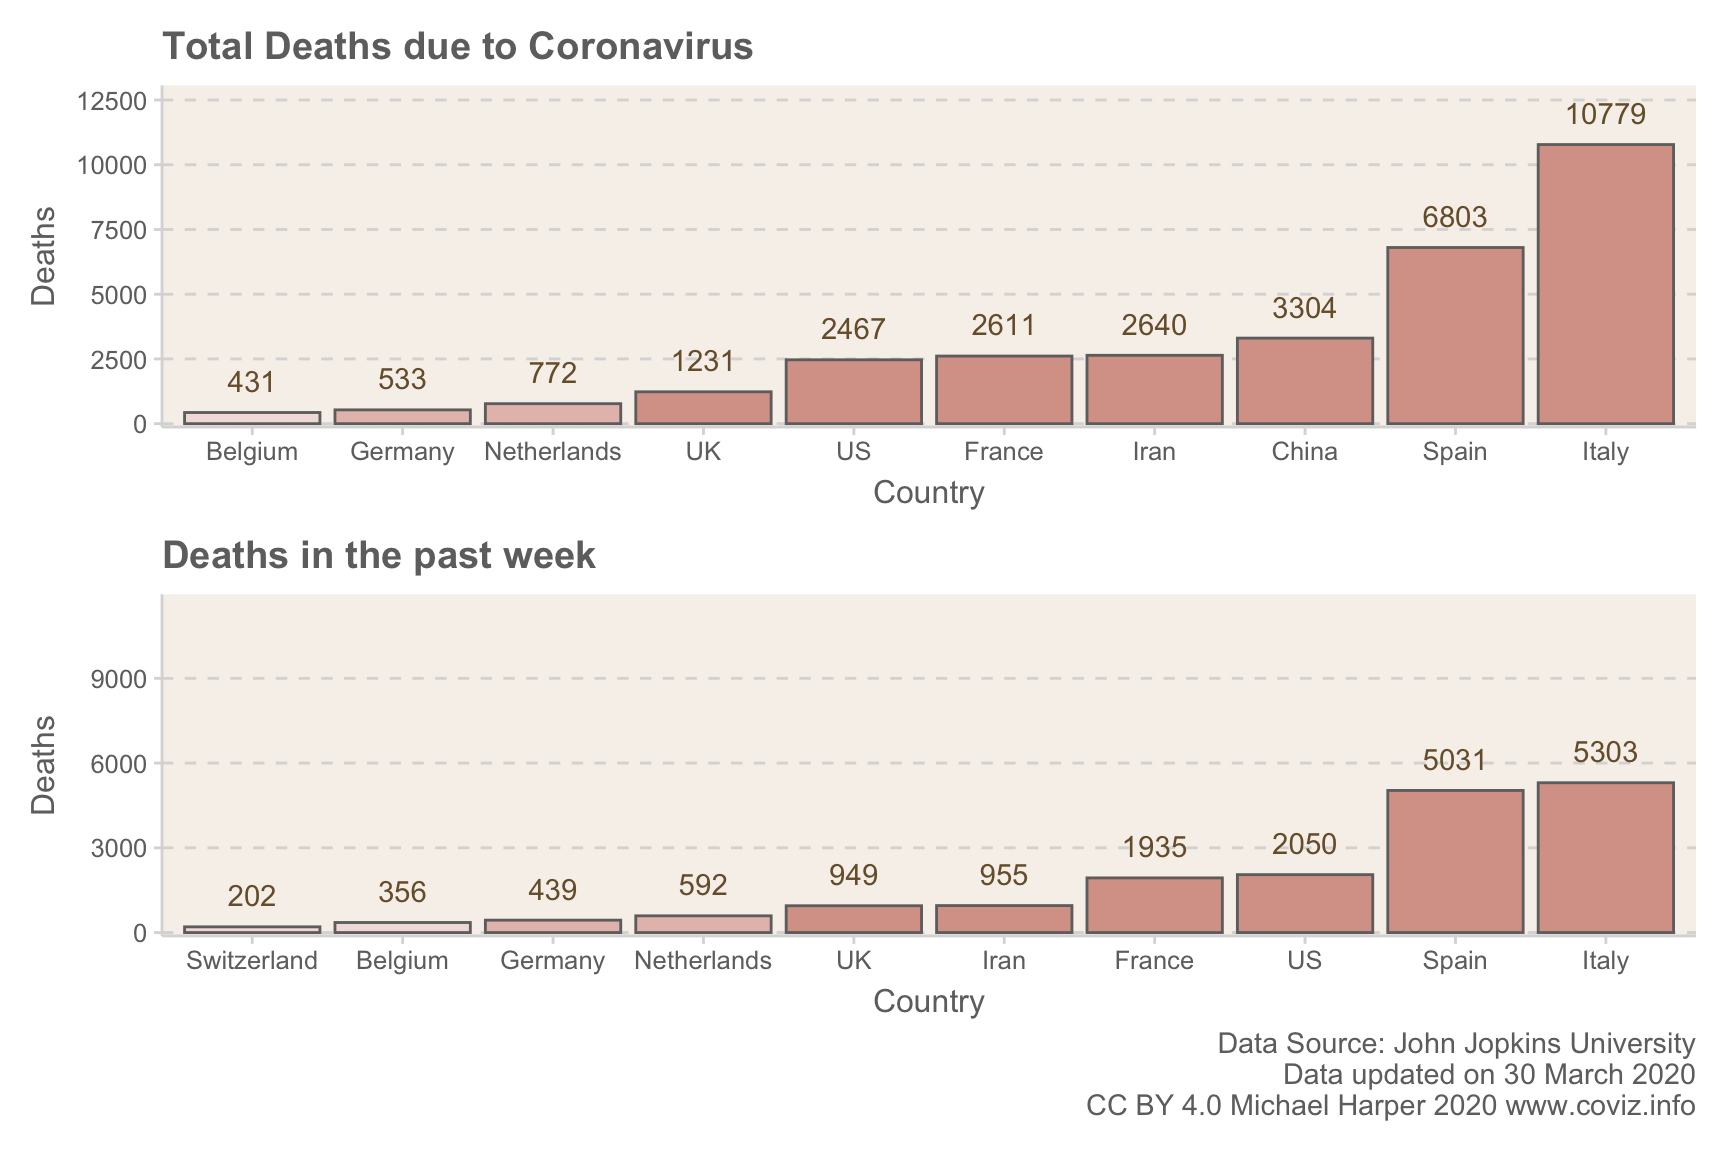 Total Deaths due to Coronavirus
12500
10000
7500
5000
2500
0
Deaths
431
533
772
1231
2467
2611
2640
3304
6803
10779
Belgium Germany Netherlands UK US France Iran China Spain Italy
Country
Deaths in the past week
9000
6000
3000
0
Deaths
202
356
439
592
949
955
1935
2050
5031
5303
Switzerland Belgium Germany Netherlands UK Iran France US Spain Italy
Country
Data Source: John Jopkins University
Data updated on 30 March 2020
CC BY 4.0 Michael Harper 2020 www.coviz.info